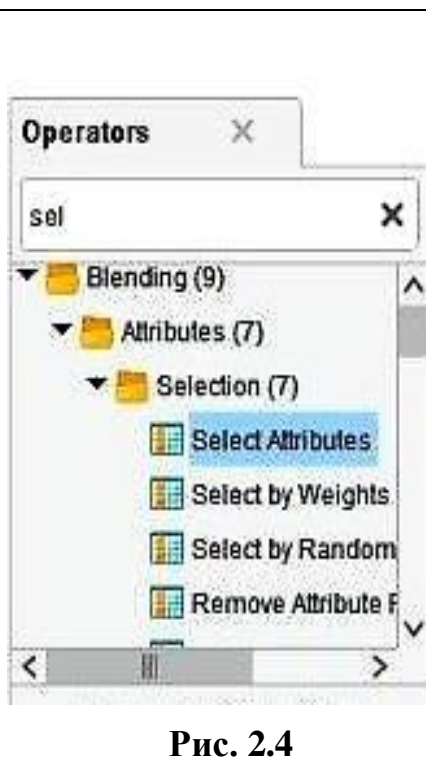 Operators
sel
Blending (9)
Attributes (7)
Selection (7)
Select Attributes
Select by Weights
Select by Random
Remove Attribute
Рис. 2.4